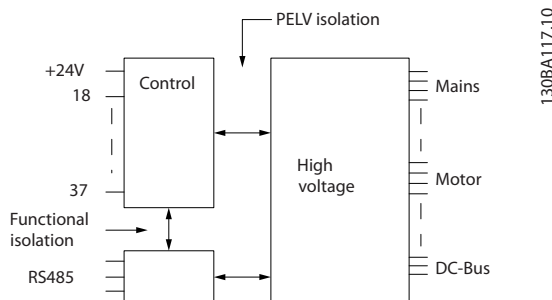 PELV isolation
+24V
18
37
Control
High
voltage
Mains
Motor
DC-Bus
Functional
isolation
RS485
130BA117.10